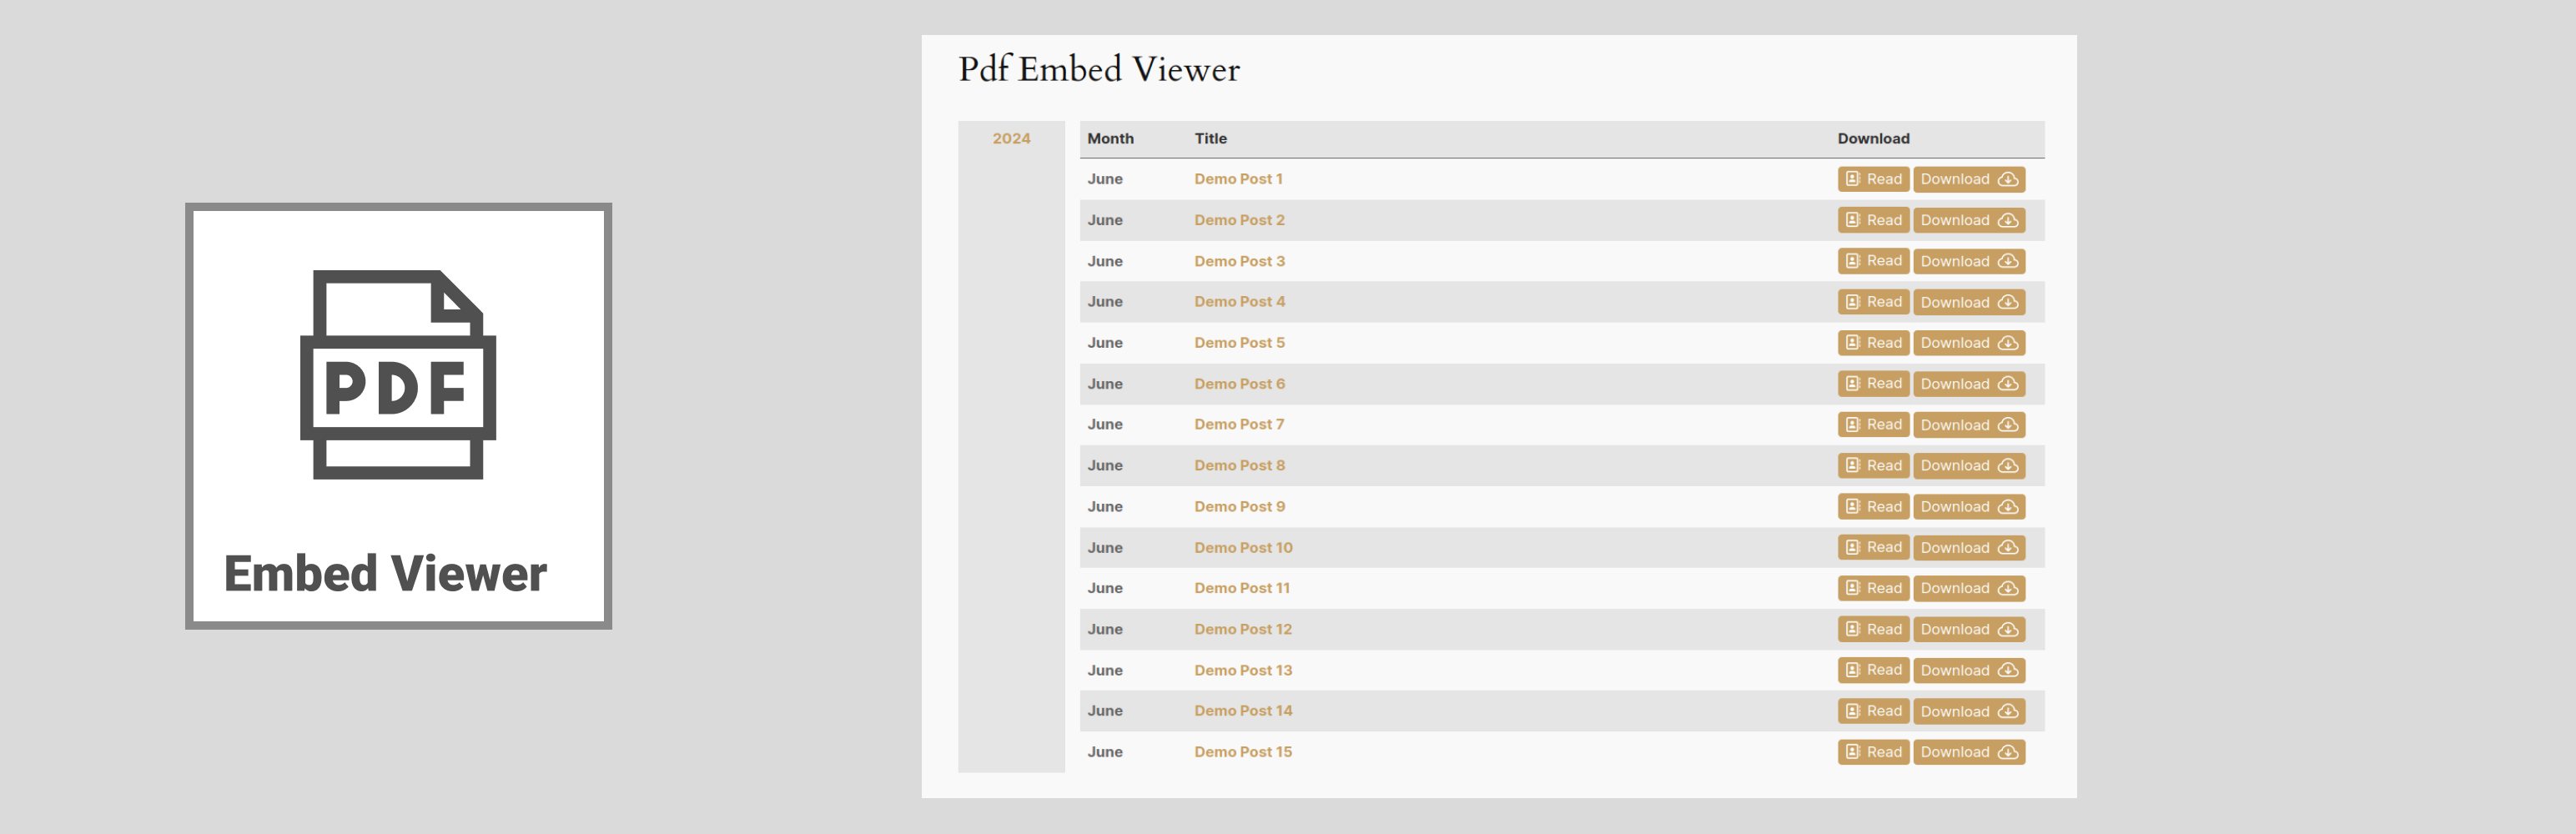 PDF
Embed Viewer
Pdf Embed Viewer
2024
Month Title Download
June Demo Post 1 Read Download
June Demo Post 2 Read Download
June Demo Post 3 Read Download
June Demo Post 4 Read Download
June Demo Post 5 Read Download
June Demo Post 6 Read Download
June Demo Post 7 Read Download
June Demo Post 8 Read Download
June Demo Post 9 Read Download
June Demo Post 10 Read Download
June Demo Post 11 Read Download
June Demo Post 12 Read Download
June Demo Post 13 Read Download
June Demo Post 14 Read Download
June Demo Post 15 Read Download